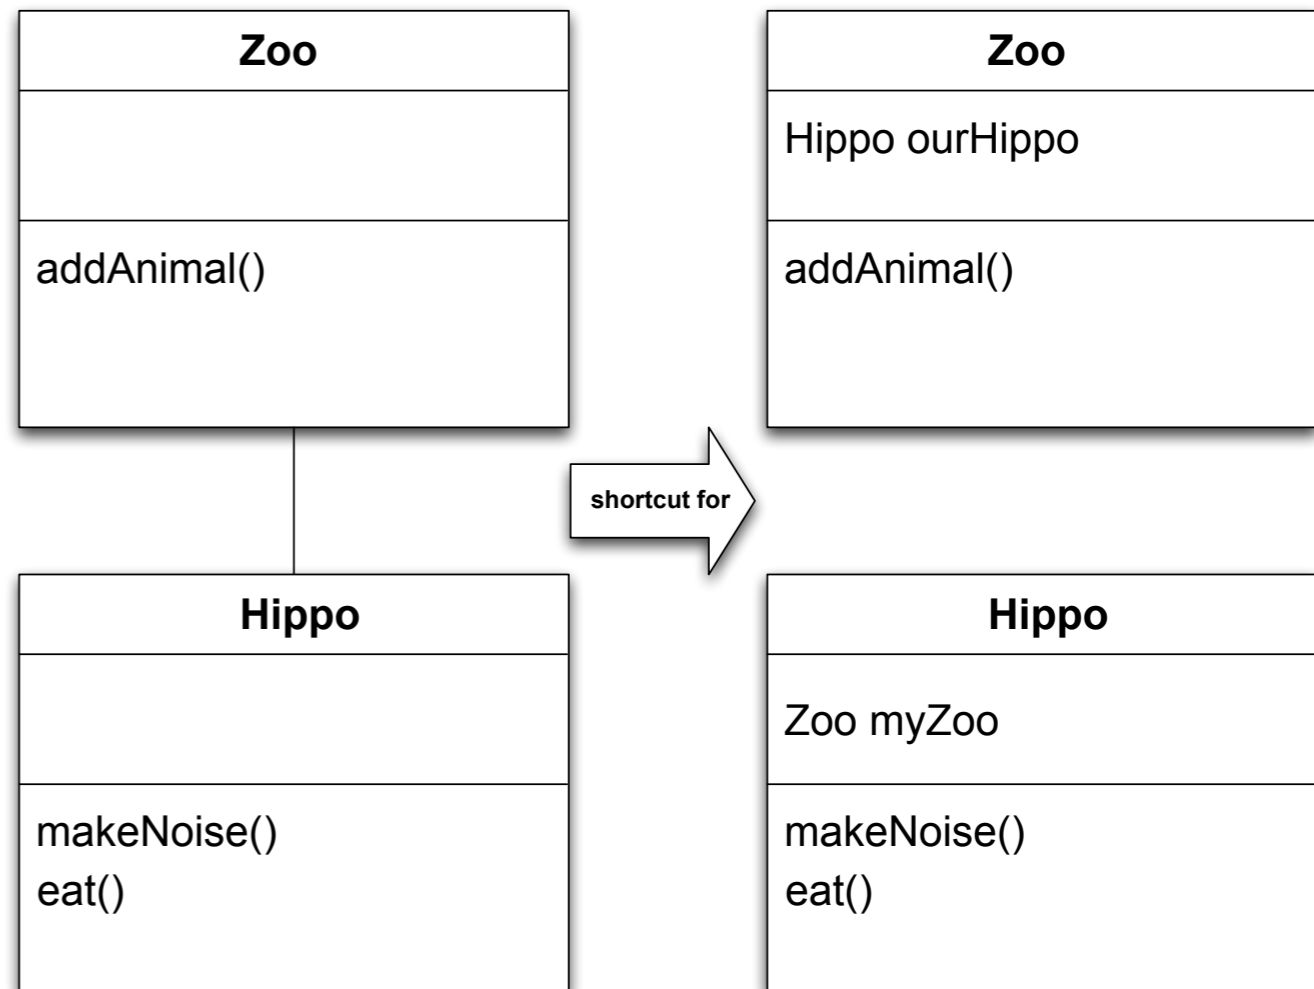 Zoo
addAnimal()
Hippo
makeNoise()
eat()
shortcut for
Zoo
Hippo ourHippo
addAnimal()
Hippo
Zoo myZoo
makeNoise()
eat()